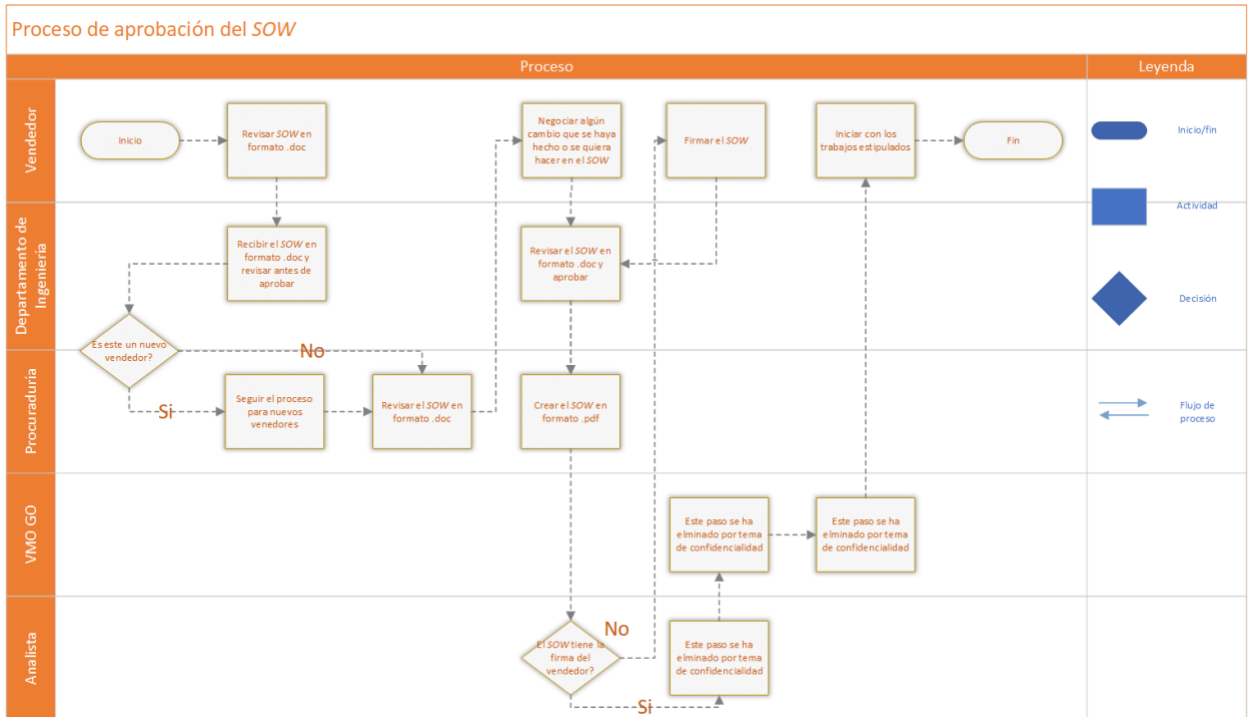 Proceso de aprobación del SOW
Proceso
Leyenda
Vendedor
Inicio
Revisar SOW en
formato .doc
Negociar algún
cambio que se haya
hecho o se quiera
hacer en el SOW
Firmar el SOW
Iniciar con los
trabajos estipulados
Fin
Inicio/fin
Actividad
Departamento de
Ingeniería
Recibir el SOW en
formato .doc y
revisar antes de
aprobar
Revisar el SOW en
formato .doc y
aprobar
Decisión
Es este un nuevo
vendedor?
No
Si
Procuraduría
Seguir el proceso
para nuevos
venedores
Revisar el SOW en
formato .doc
Crear el SOW en
formato .pdf
Flujo de
proceso
VMO GO
Este paso se ha
elminado por tema
de confidencialidad
Este paso se ha
elminado por tema
de confidencialidad
Analista
El SOW tiene la
firma del
vendedor?
No
Si
Este paso se ha
elminado por tema
de confidencialidad